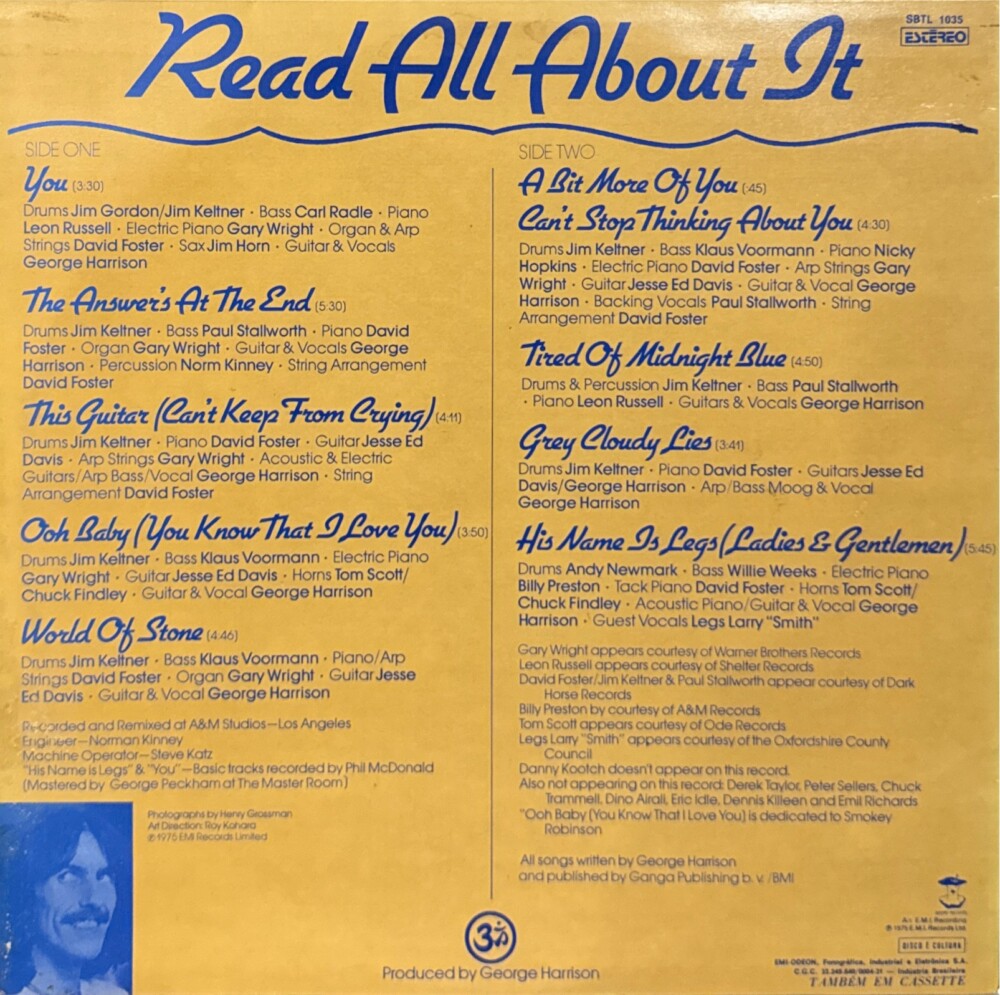 Read All About It
SBTL 1035
ESTÉREO
SIDE ONE
You (3:30)
Drums Jim Gordon/Jim Keltner · Bass Carl Radle · Piano
Leon Russell · Electric Piano Gary Wright · Organ & Arp
Strings David Foster · Sax Jim Horn · Guitar & Vocals
George Harrison
The Answer's At The End (5:30)
Drums Jim Keltner · Bass Paul Stallworth · Piano David
Foster · Organ Gary Wright · Guitar & Vocals George
Harrison · Percussion Norm Kinney · String Arrangement
David Foster
This Guitar (Can't Keep From Crying) (4:11)
Drums Jim Keltner · Piano David Foster · Guitar Jesse Ed
Davis · Arp Strings Gary Wright · Acoustic & Electric
Guitars/Arp Bass/Vocal George Harrison · String
Arrangement David Foster
Ooh Baby (You Know That I Love You) (3:50)
Drums Jim Keltner · Bass Klaus Voormann · Electric Piano
Gary Wright · Guitar Jesse Ed Davis · Horns Tom Scott/
Chuck Findley · Guitar & Vocal George Harrison
World Of Stone (4:46)
Drums Jim Keltner · Bass Klaus Voormann · Piano/Arp
Strings David Foster · Organ Gary Wright · Guitar Jesse
Ed Davis · Guitar & Vocal George Harrison
Recorded and Remixed at A&M Studios—Los Angeles
Engineer—Norman Kinney
Machine Operator—Steve Katz
"His Name is Legs" & "You"—Basic tracks recorded by Phil McDonald
(Mastered by George Peckham at The Master Room)
Photographs by Henry Grossman
Art Direction: Roy Kohara
℗ 1975 EMI Records Limited
SIDE TWO
A Bit More Of You (:45)
Can't Stop Thinking About You (4:30)
Drums Jim Keltner · Bass Klaus Voormann · Piano Nicky
Hopkins · Electric Piano David Foster · Arp Strings Gary
Wright · Guitar Jesse Ed Davis · Guitar & Vocal George
Harrison · Backing Vocals Paul Stallworth · String
Arrangement David Foster
Tired Of Midnight Blue (4:50)
Drums & Percussion Jim Keltner · Bass Paul Stallworth
· Piano Leon Russell · Guitars & Vocals George Harrison
Grey Cloudy Lies (3:41)
Drums Jim Keltner · Piano David Foster · Guitars Jesse Ed
Davis/George Harrison · Arp/Bass Moog & Vocal
George Harrison
His Name Is Legs (Ladies & Gentlemen) (5:45)
Drums Andy Newmark · Bass Willie Weeks · Electric Piano
Billy Preston · Tack Piano David Foster · Horns Tom Scott/
Chuck Findley · Acoustic Piano/Guitar & Vocal George
Harrison · Guest Vocals Legs Larry "Smith"
Gary Wright appears courtesy of Warner Brothers Records
Leon Russell appears courtesy of Shelter Records
David Foster/Jim Keltner & Paul Stallworth appear courtesy of Dark
Horse Records
Billy Preston by courtesy of A&M Records
Tom Scott appears courtesy of Ode Records
Legs Larry "Smith" appears courtesy of the Oxfordshire County
Council
Danny Kootch doesn't appear on this record.
Also not appearing on this record: Derek Taylor, Peter Sellers, Chuck
Trammell, Dino Airali, Eric Idle, Dennis Killeen and Emil Richards
"Ooh Baby (You Know That I Love You) is dedicated to Smokey
Robinson
All songs written by George Harrison
and published by Ganga Publishing b. v. /BMI
ॐ
Produced by George Harrison
An E.M.I. Recording
℗ 1975 E.M.I. Records Ltd.
DISCO É CULTURA
EMI-ODEON, Fonográfica, Industrial e Eletrônica S.A.
Indústria Brasileira
TAMBÉM EM CASSETTE